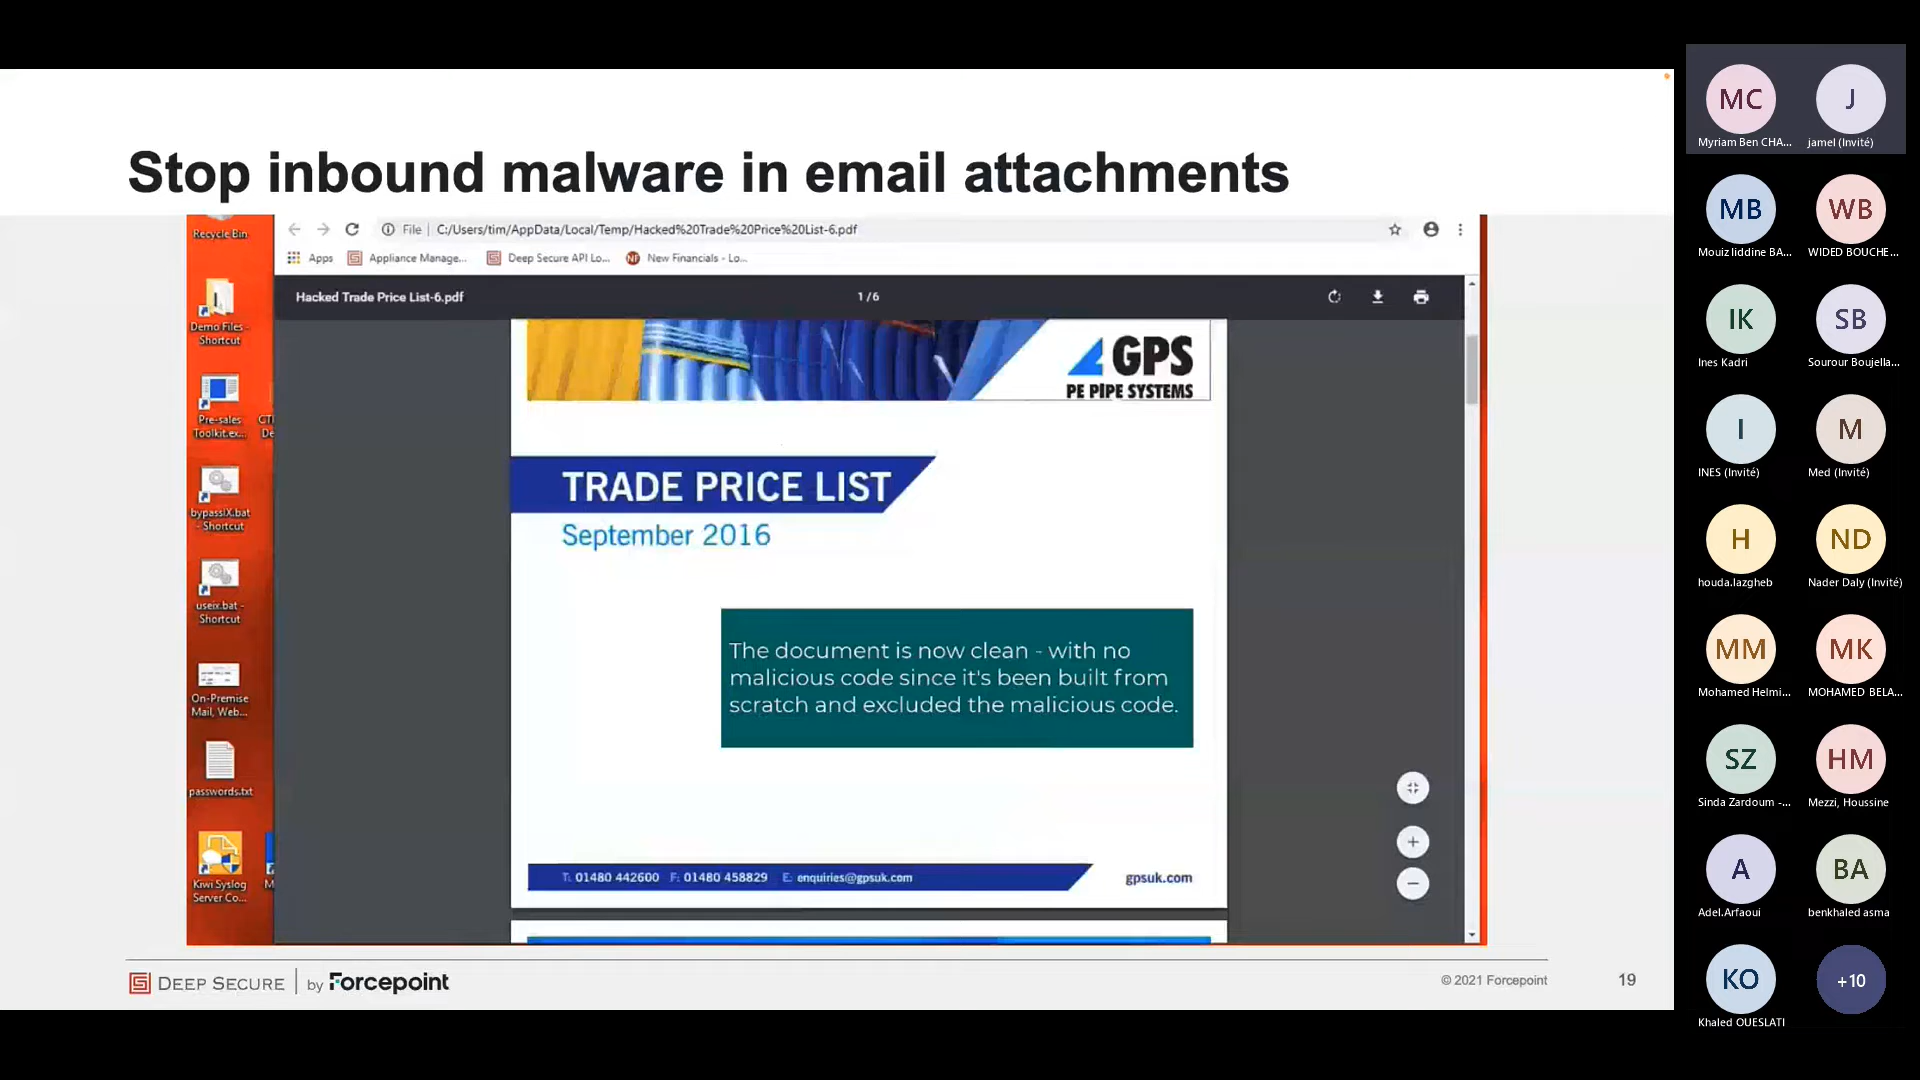 Stop inbound malware in email attachments
Recycle Bin
Demo Files -
Shortcut
Pre-sales
Toolkit.ex...
bypassiX.bat
- Shortcut
useix.bat -
Shortcut
On-Premise
Mail, Web...
passwords.txt
Kiwi Syslog
Server Co...
File | C:/Users/tim/AppData/Local/Temp/Hacked%20Trade%20Price%20List-6.pdf
Apps Appliance Manage... Deep Secure API Lo... NF New Financials - Lo...
Hacked Trade Price List-6.pdf 1 / 6
GPS
PE PIPE SYSTEMS
TRADE PRICE LIST
September 2016
The document is now clean - with no
malicious code since it's been built from
scratch and excluded the malicious code.
T: 01480 442600 F: 01480 458829 E: enquiries@gpsuk.com gpsuk.com
DEEP SECURE | by Forcepoint
© 2021 Forcepoint 19
MC J
Myriam Ben CHA... jamel (Invité)
MB WB
Mouiz liddine BA... WIDED BOUCHE...
IK SB
Ines Kadri Sourour Boujella...
I M
INES (Invité) Med (Invité)
H ND
houda.lazgheb Nader Daly (Invité)
MM MK
Mohamed Helmi... MOHAMED BELA...
SZ HM
Sinda Zardoum -... Mezzi, Houssine
A BA
Adel.Arfaoui benkhaled asma
KO +10
Khaled OUESLATI